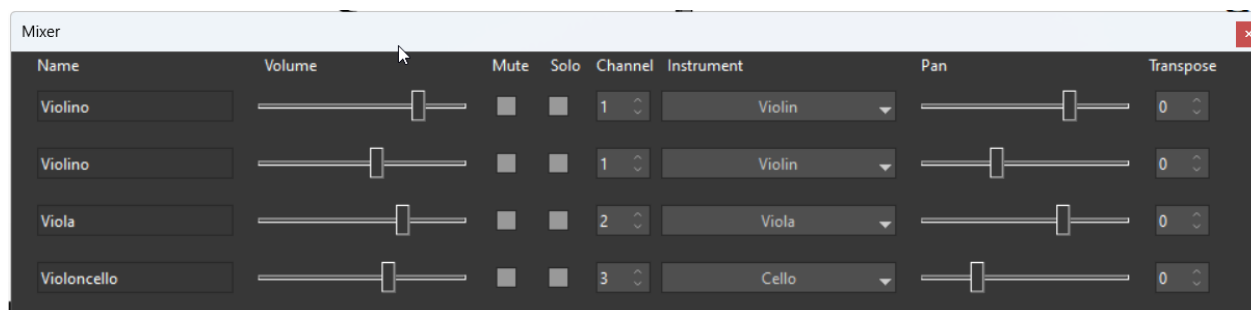 Mixer
Name Volume Mute Solo Channel Instrument Pan Transpose
Violino 1 Violin 0
Violino 1 Violin 0
Viola 2 Viola 0
Violoncello 3 Cello 0